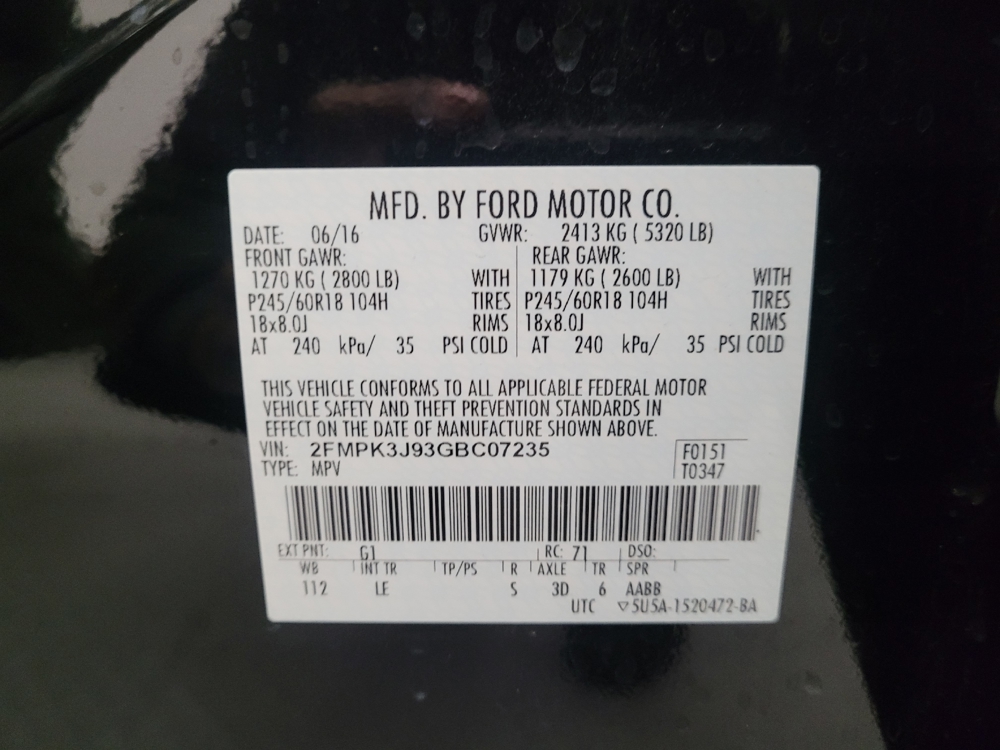 MFD. BY FORD MOTOR CO.
DATE: 06/16 GVWR: 2413 KG ( 5320 LB)
FRONT GAWR: REAR GAWR:
1270 KG ( 2800 LB) WITH 1179 KG ( 2600 LB) WITH
P245/60R18 104H TIRES P245/60R18 104H TIRES
18x8.0J RIMS 18x8.0J RIMS
AT 240 kPa/ 35 PSI COLD AT 240 kPa/ 35 PSI COLD
THIS VEHICLE CONFORMS TO ALL APPLICABLE FEDERAL MOTOR
VEHICLE SAFETY AND THEFT PREVENTION STANDARDS IN
EFFECT ON THE DATE OF MANUFACTURE SHOWN ABOVE.
VIN: 2FMPK3J93GBC07235 F0151
TYPE: MPV T0347
EXT PNT: G1 RC: 71 DSO:
WB INT TR TP/PS R AXLE TR SPR
112 LE S 3D 6 AABB
UTC ▽5U5A-1520472-BA